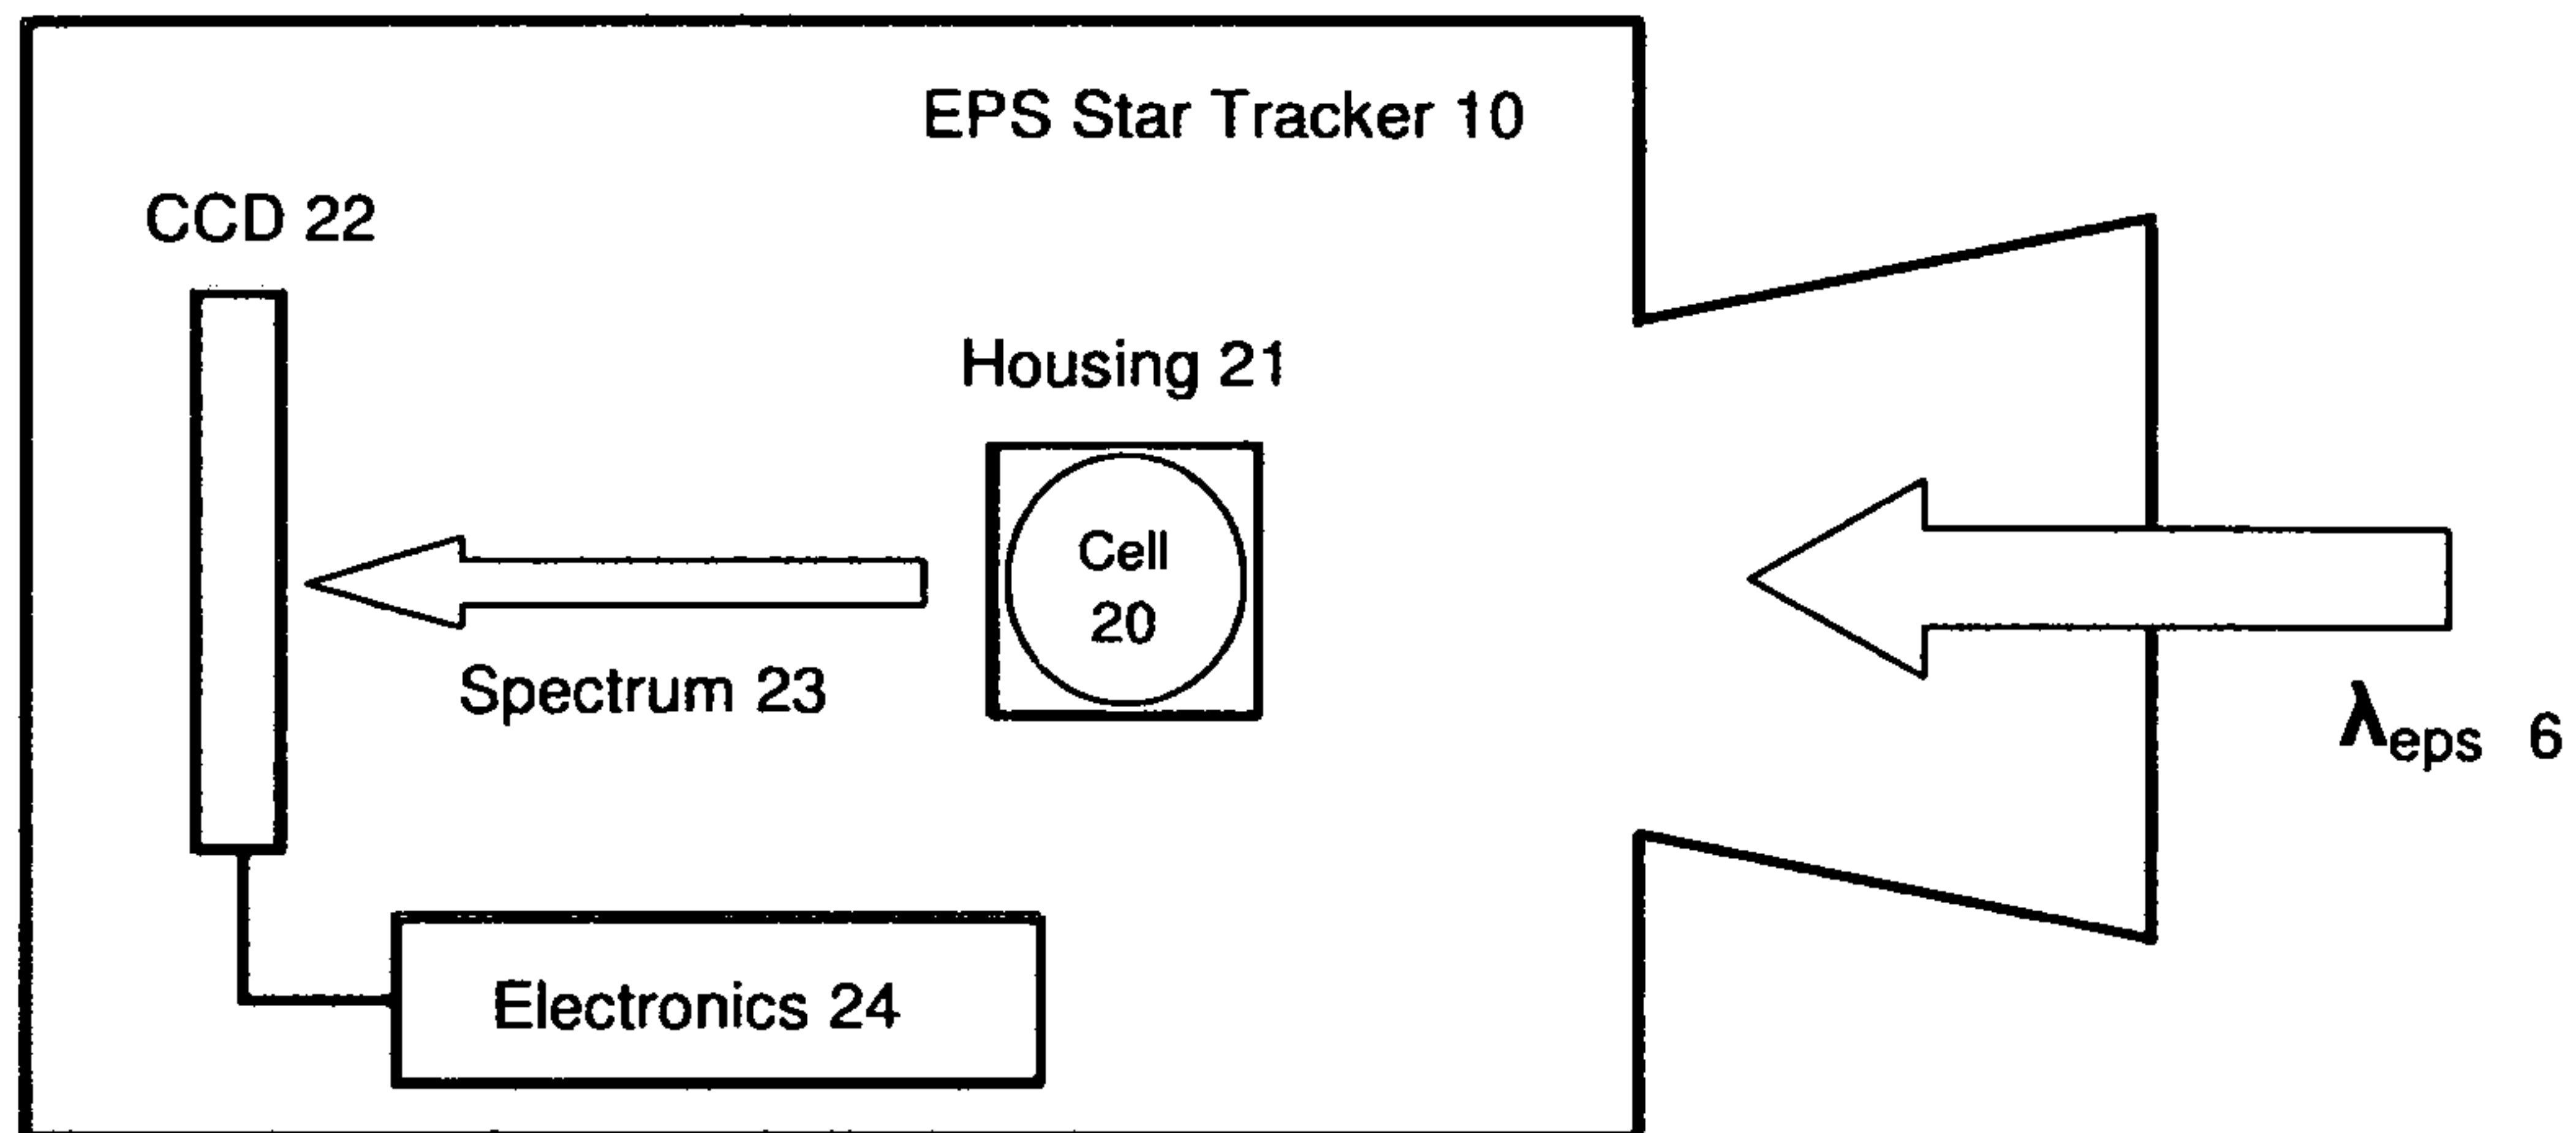 EPS Star Tracker 10
CCD 22
Housing 21
Cell
20
Spectrum 23
λeps 6
Electronics 24